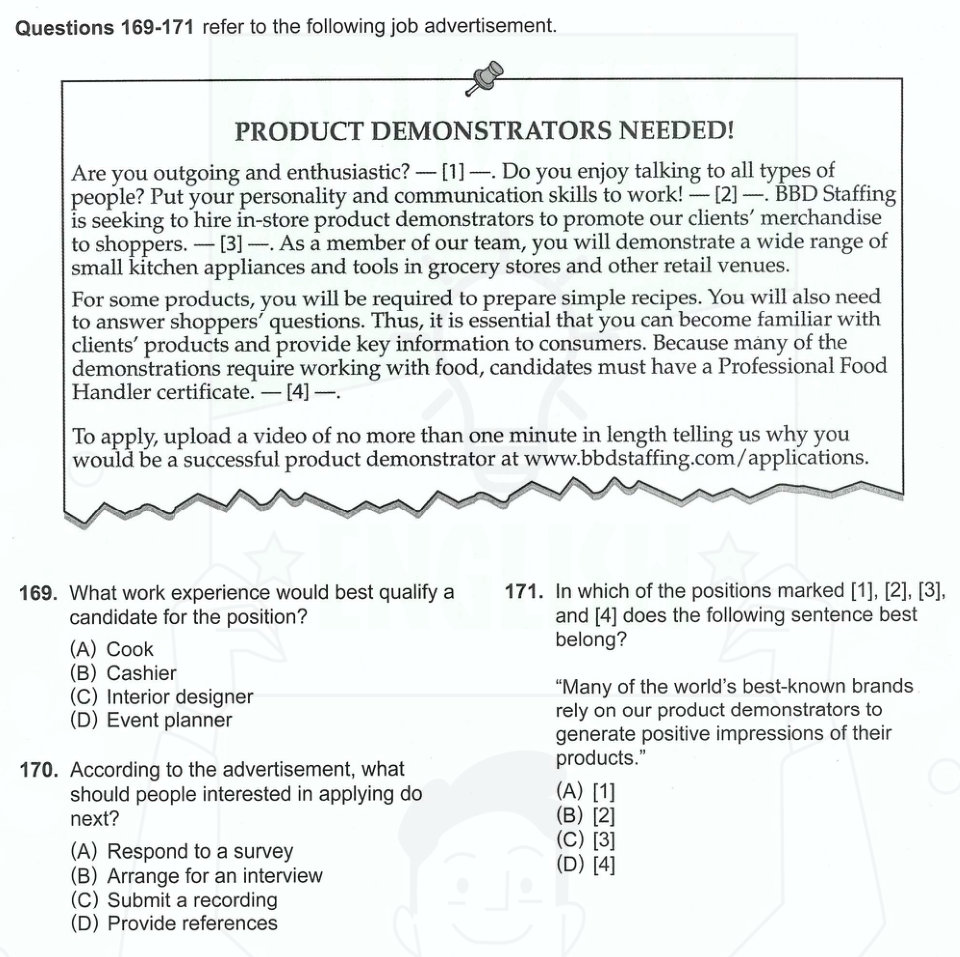 Questions 169-171 refer to the following job advertisement.
PRODUCT DEMONSTRATORS NEEDED!
Are you outgoing and enthusiastic? — [1] —. Do you enjoy talking to all types of
people? Put your personality and communication skills to work! — [2] —. BBD Staffing
is seeking to hire in-store product demonstrators to promote our clients' merchandise
to shoppers. — [3] —. As a member of our team, you will demonstrate a wide range of
small kitchen appliances and tools in grocery stores and other retail venues.
For some products, you will be required to prepare simple recipes. You will also need
to answer shoppers' questions. Thus, it is essential that you can become familiar with
clients' products and provide key information to consumers. Because many of the
demonstrations require working with food, candidates must have a Professional Food
Handler certificate. — [4] —.
To apply, upload a video of no more than one minute in length telling us why you
would be a successful product demonstrator at www.bbdstaffing.com/applications.
169. What work experience would best qualify a
candidate for the position?
(A) Cook
(B) Cashier
(C) Interior designer
(D) Event planner
170. According to the advertisement, what
should people interested in applying do
next?
(A) Respond to a survey
(B) Arrange for an interview
(C) Submit a recording
(D) Provide references
171. In which of the positions marked [1], [2], [3],
and [4] does the following sentence best
belong?
"Many of the world's best-known brands
rely on our product demonstrators to
generate positive impressions of their
products."
(A) [1]
(B) [2]
(C) [3]
(D) [4]